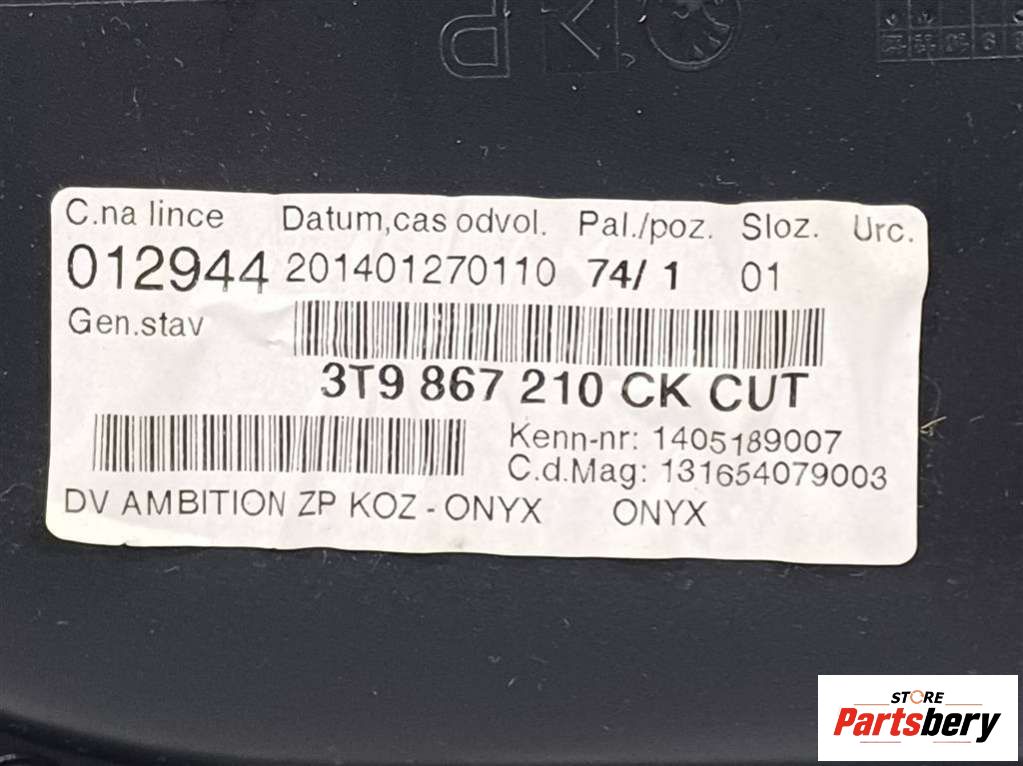 C.na lince Datum,cas odvol. Pal./poz. Sloz. Urc.
012944 201401270110 74/ 1 01
Gen.stav
3T9 867 210 CK CUT
Kenn-nr: 1405189007
C.d.Mag: 131654079003
DV AMBITION ZP KOZ - ONYX ONYX
STORE
Partsbery